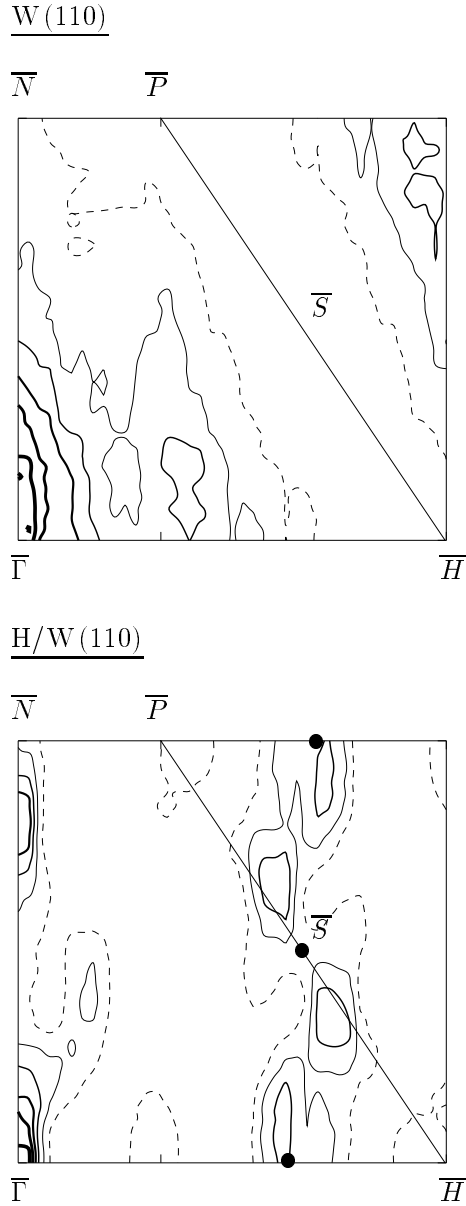 W(110)
N̅ P̅
S̅
Γ̅ H̅
H/W(110)
N̅ P̅
S̅
Γ̅ H̅